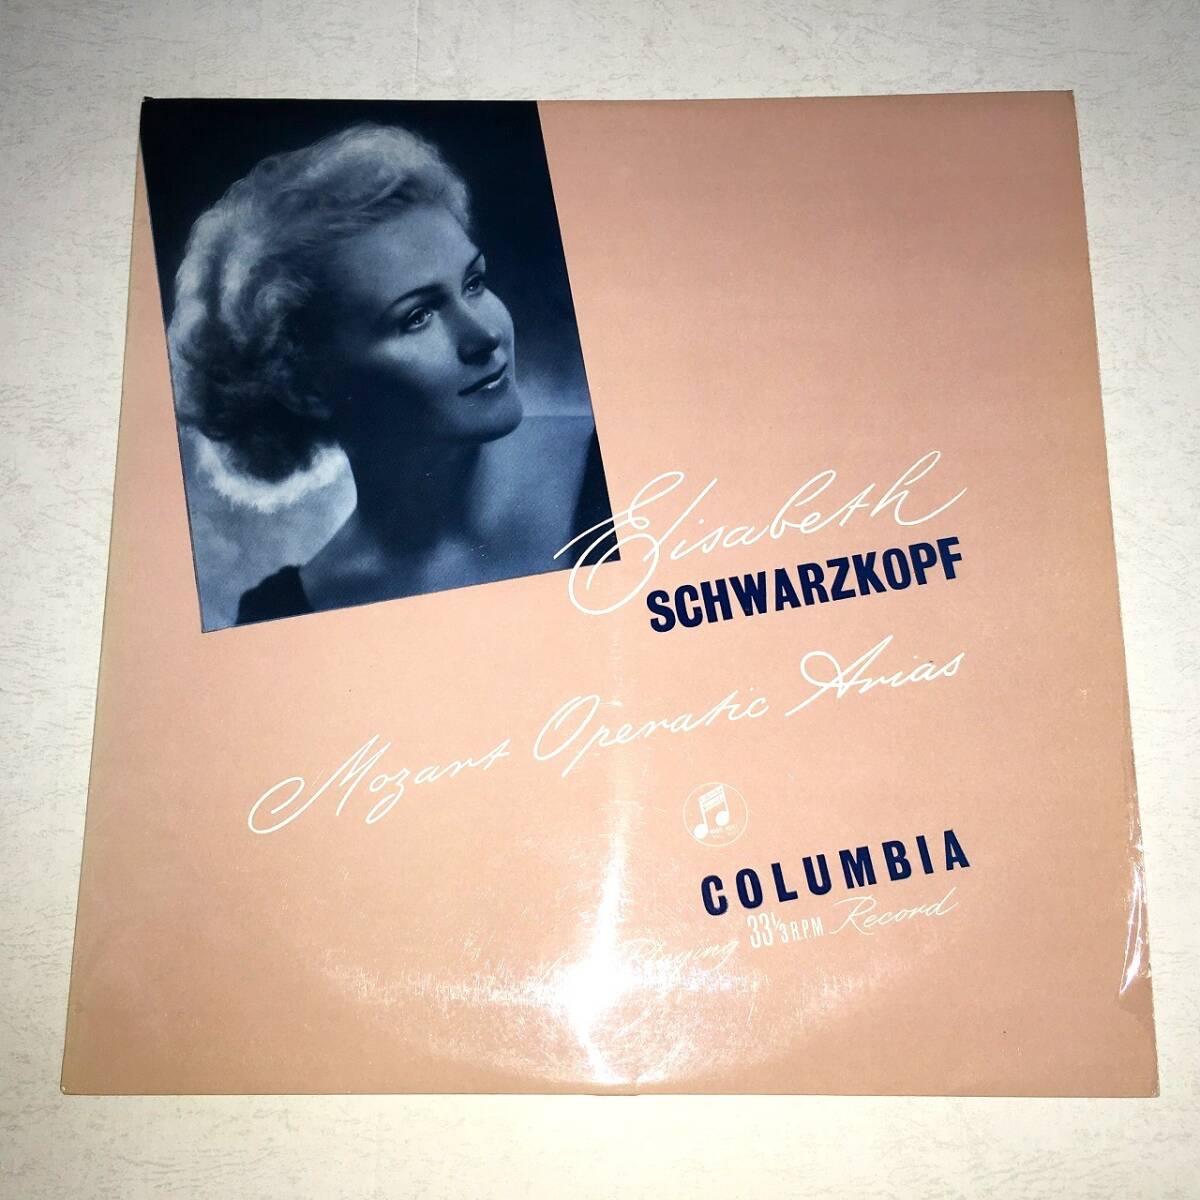 Elisabeth
SCHWARZKOPF
Mozart Operatic Arias
COLUMBIA
Playing 33⅓ R.P.M Record